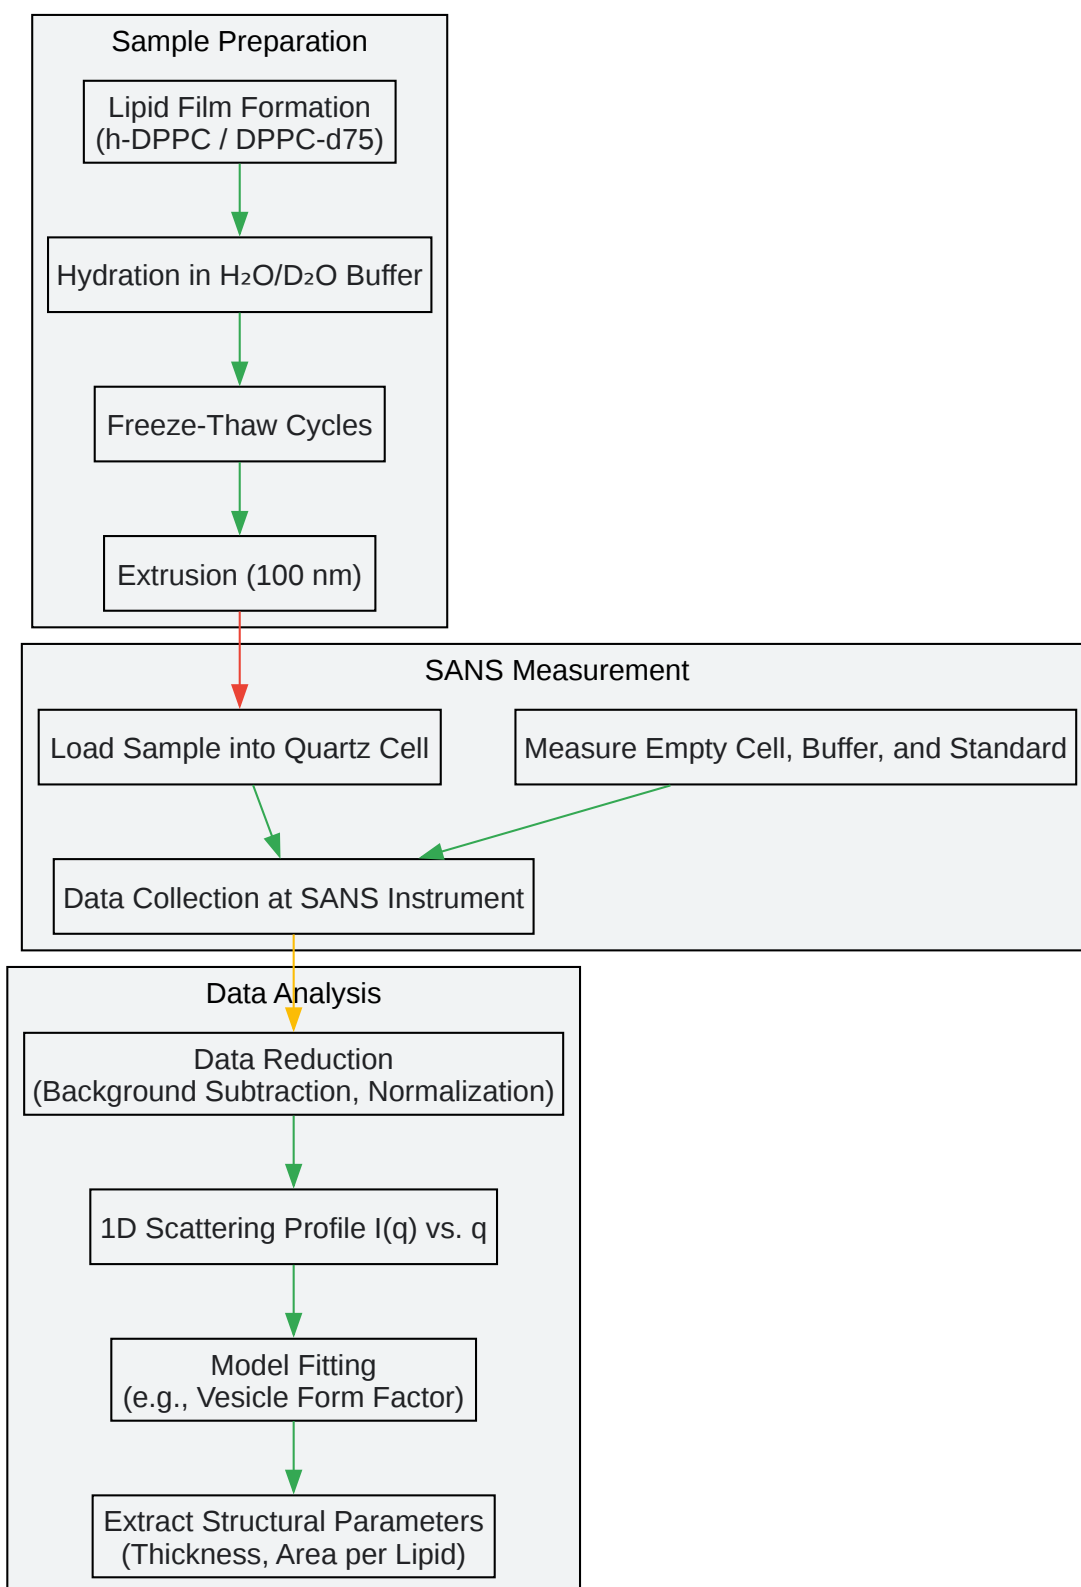 Sample Preparation
Lipid Film Formation
(h-DPPC / DPPC-d75)
Hydration in H₂O/D₂O Buffer
Freeze-Thaw Cycles
Extrusion (100 nm)
SANS Measurement
Load Sample into Quartz Cell
Measure Empty Cell, Buffer, and Standard
Data Collection at SANS Instrument
Data Analysis
Data Reduction
(Background Subtraction, Normalization)
1D Scattering Profile I(q) vs. q
Model Fitting
(e.g., Vesicle Form Factor)
Extract Structural Parameters
(Thickness, Area per Lipid)